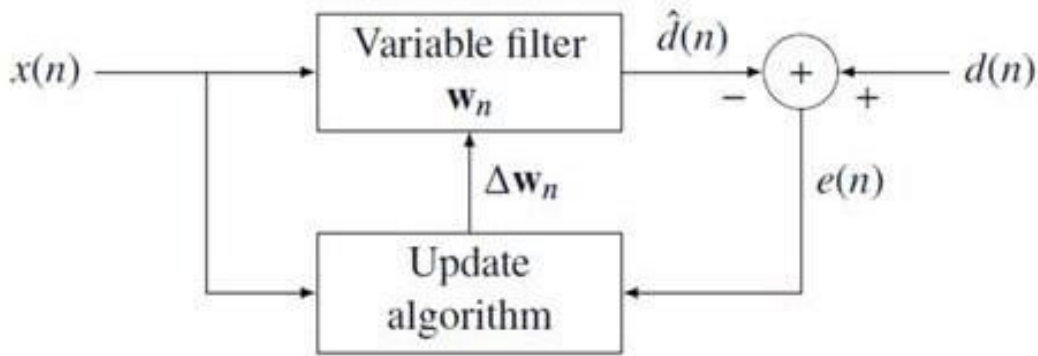 x(n)
Variable filter
𝐰ₙ
d̂(n)
+
−
+
d(n)
Δ𝐰ₙ
e(n)
Update
algorithm